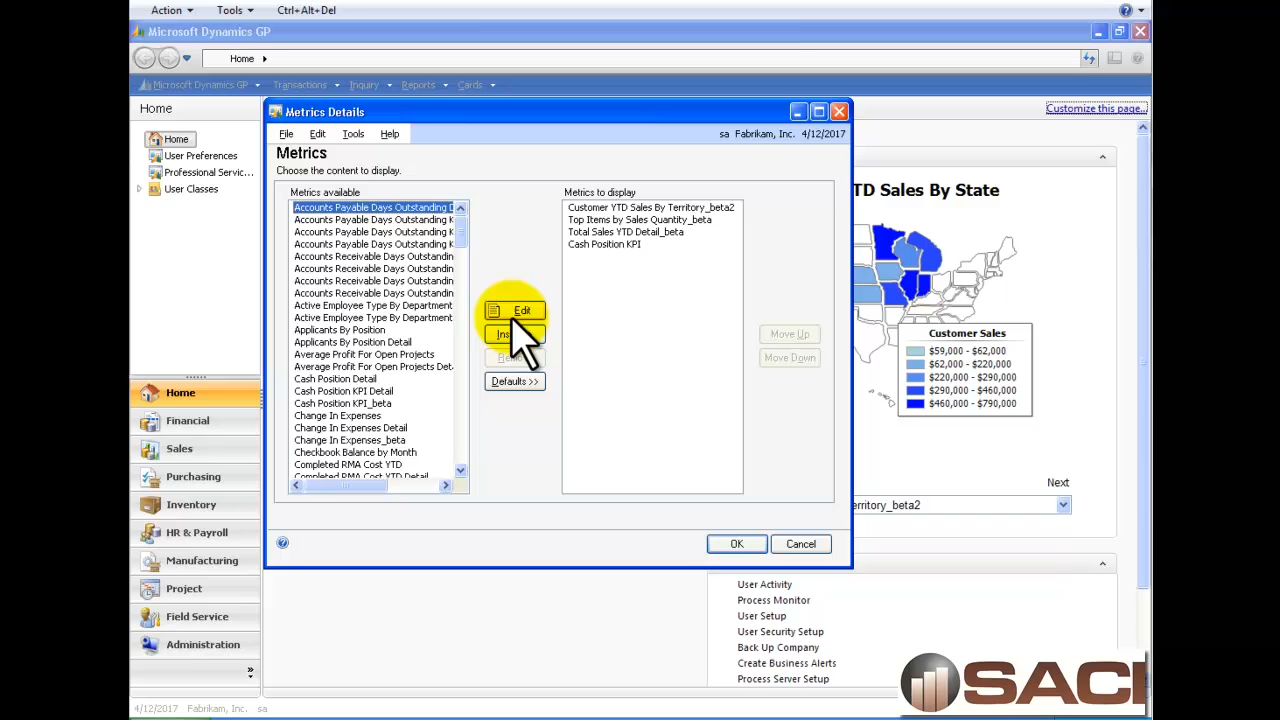 Action Tools Ctrl+Alt+Del
Microsoft Dynamics GP
Home
Microsoft Dynamics GP Transactions Inquiry Reports Cards
Home
Customize this page...
Home
User Preferences
Professional Servic...
User Classes
Metrics Details
File Edit Tools Help
sa Fabrikam, Inc. 4/12/2017
Metrics
Choose the content to display.
Metrics available
Accounts Payable Days Outstanding
Accounts Payable Days Outstanding
Accounts Payable Days Outstanding
Accounts Payable Days Outstanding
Accounts Receivable Days Outstandin
Accounts Receivable Days Outstandin
Accounts Receivable Days Outstandin
Accounts Receivable Days Outstandin
Active Employee Type By Department
Active Employee Type By Department
Applicants By Position
Applicants By Position Detail
Average Profit For Open Projects
Average Profit For Open Projects Det
Cash Position Detail
Cash Position KPI Detail
Cash Position KPI_beta
Change In Expenses
Change In Expenses Detail
Change In Expenses_beta
Checkbook Balance by Month
Completed RMA Cost YTD
Completed RMA Cost YTD Detail
Edit
Defaults >>
Metrics to display
Customer YTD Sales By Territory_beta2
Top Items by Sales Quantity_beta
Total Sales YTD Detail_beta
Cash Position KPI
Move Up
Move Down
OK Cancel
TD Sales By State
Customer Sales
$59,000 - $62,000
$62,000 - $220,000
$220,000 - $290,000
$290,000 - $460,000
$460,000 - $790,000
Next
erritory_beta2
User Activity
Process Monitor
User Setup
User Security Setup
Back Up Company
Create Business Alerts
Process Server Setup
Home
Financial
Sales
Purchasing
Inventory
HR & Payroll
Manufacturing
Project
Field Service
Administration
4/12/2017 Fabrikam, Inc. sa